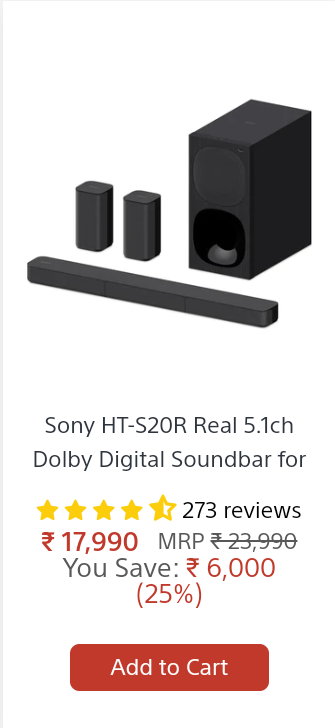 Sony HT-S20R Real 5.1ch
Dolby Digital Soundbar for
273 reviews
₹ 17,990 MRP ₹ 23,990
You Save: ₹ 6,000
(25%)
Add to Cart